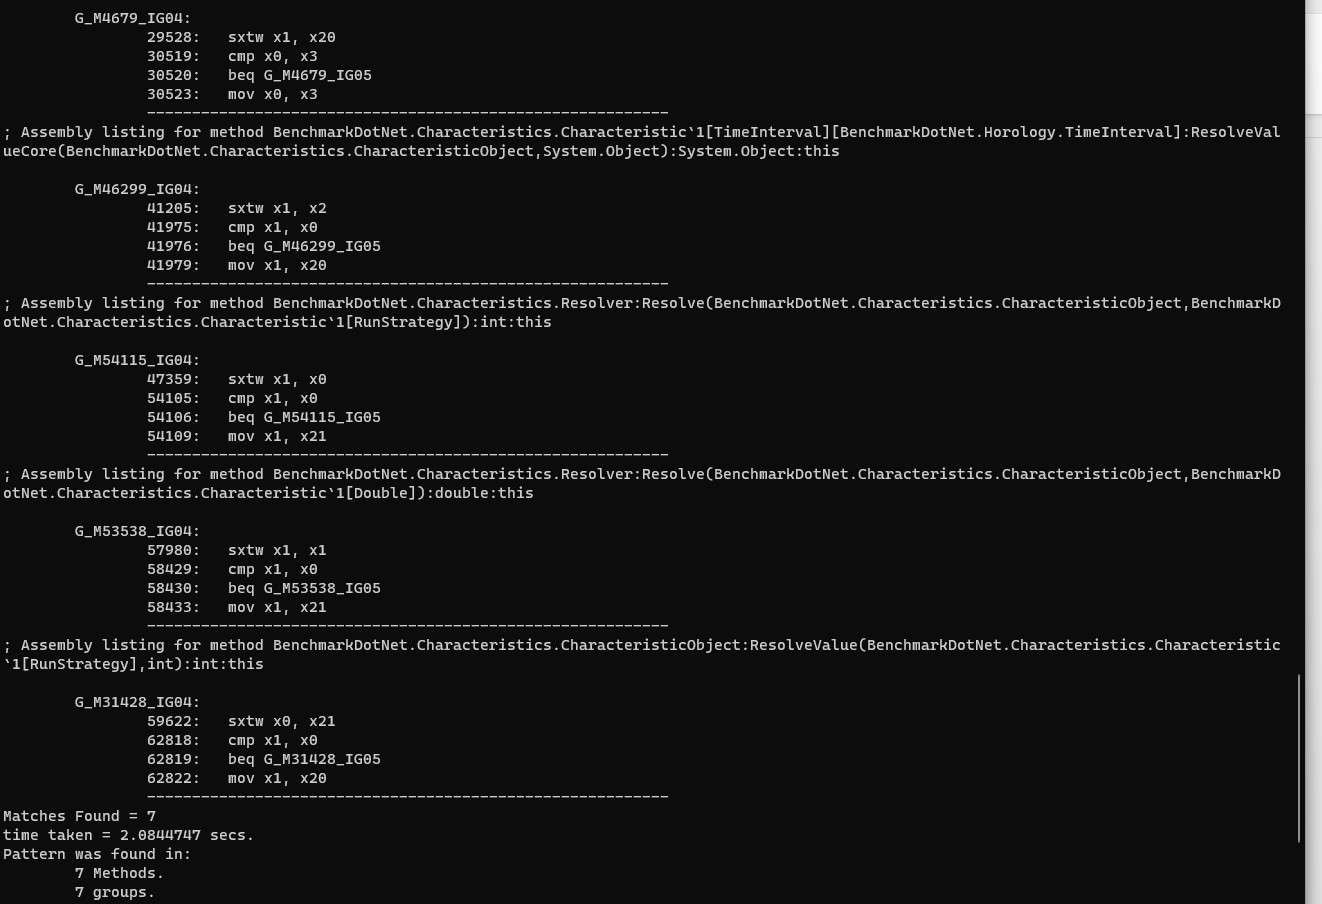 G_M4679_IG04:
29528: sxtw x1, x20
30519: cmp x0, x3
30520: beq G_M4679_IG05
30523: mov x0, x3
----------------------------------------------------------
; Assembly listing for method BenchmarkDotNet.Characteristics.Characteristic`1[TimeInterval][BenchmarkDotNet.Horology.TimeInterval]:ResolveVal
ueCore(BenchmarkDotNet.Characteristics.CharacteristicObject,System.Object):System.Object:this
G_M46299_IG04:
41205: sxtw x1, x2
41975: cmp x1, x0
41976: beq G_M46299_IG05
41979: mov x1, x20
----------------------------------------------------------
; Assembly listing for method BenchmarkDotNet.Characteristics.Resolver:Resolve(BenchmarkDotNet.Characteristics.CharacteristicObject,BenchmarkD
otNet.Characteristics.Characteristic`1[RunStrategy]):int:this
G_M54115_IG04:
47359: sxtw x1, x0
54105: cmp x1, x0
54106: beq G_M54115_IG05
54109: mov x1, x21
----------------------------------------------------------
; Assembly listing for method BenchmarkDotNet.Characteristics.Resolver:Resolve(BenchmarkDotNet.Characteristics.CharacteristicObject,BenchmarkD
otNet.Characteristics.Characteristic`1[Double]):double:this
G_M53538_IG04:
57980: sxtw x1, x1
58429: cmp x1, x0
58430: beq G_M53538_IG05
58433: mov x1, x21
----------------------------------------------------------
; Assembly listing for method BenchmarkDotNet.Characteristics.CharacteristicObject:ResolveValue(BenchmarkDotNet.Characteristics.Characteristic
`1[RunStrategy],int):int:this
G_M31428_IG04:
59622: sxtw x0, x21
62818: cmp x1, x0
62819: beq G_M31428_IG05
62822: mov x1, x20
----------------------------------------------------------
Matches Found = 7
time taken = 2.0844747 secs.
Pattern was found in:
7 Methods.
7 groups.